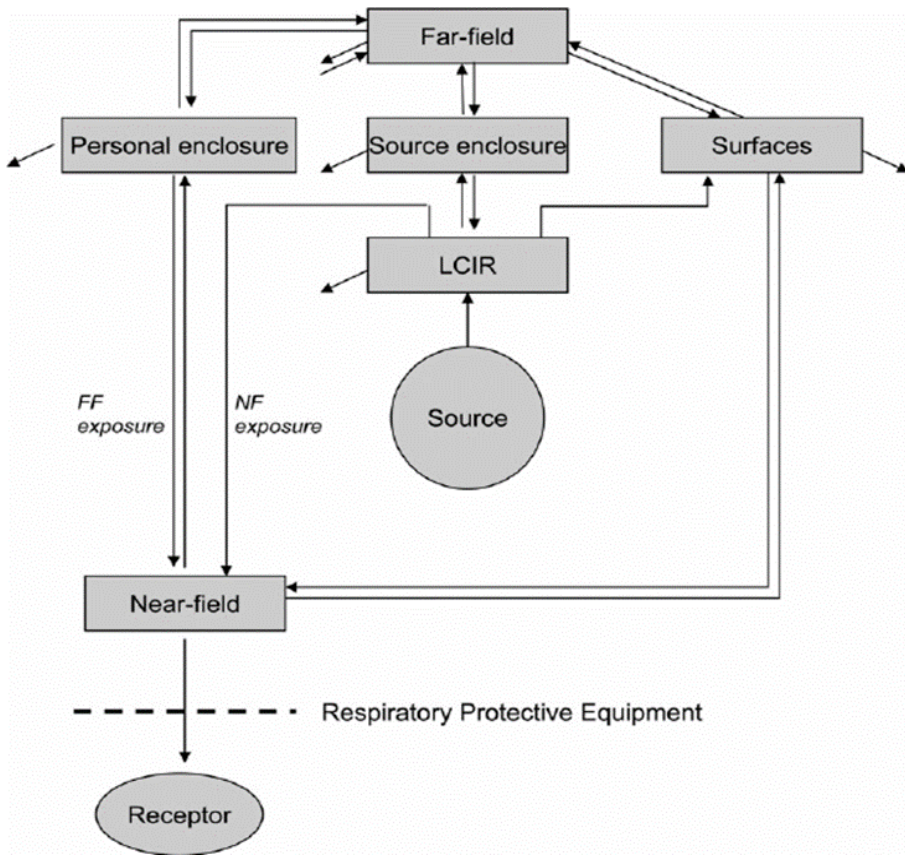 Far-field
Personal enclosure
Source enclosure
Surfaces
LCIR
FF
exposure
NF
exposure
Source
Near-field
Respiratory Protective Equipment
Receptor